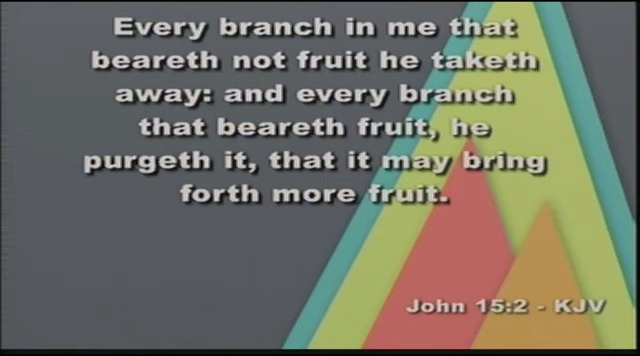 Every branch in me that
beareth not fruit he taketh
away: and every branch
that beareth fruit, he
purgeth it, that it may bring
forth more fruit.
John 15:2 - KJV